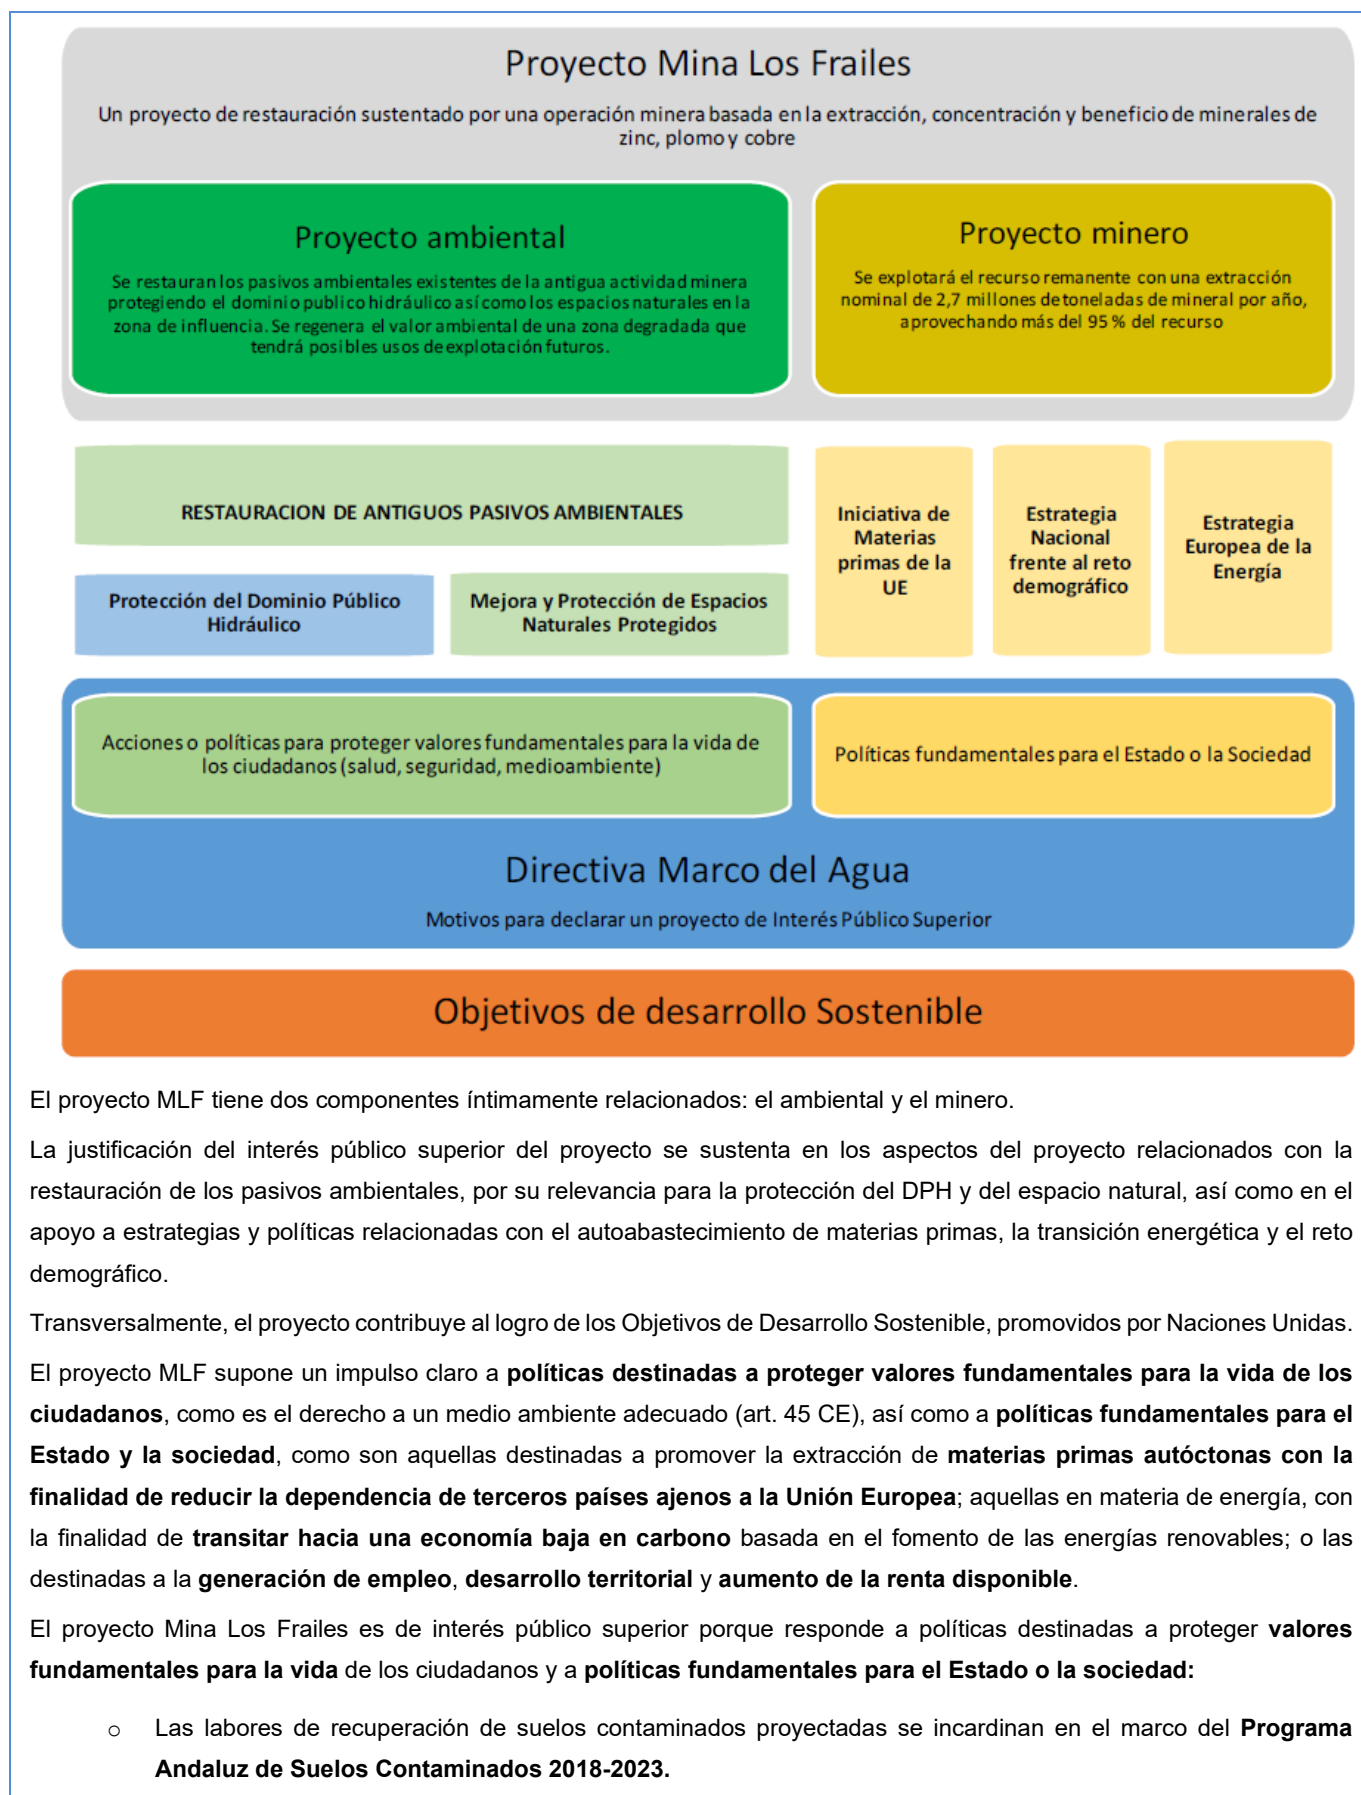 Proyecto Mina Los Frailes
Un proyecto de restauración sustentado por una operación minera basada en la extracción, concentración y beneficio de minerales de
zinc, plomo y cobre
Proyecto ambiental
Se restauran los pasivos ambientales existentes de la antigua actividad minera
protegiendo el dominio publico hidráulico así como los espacios naturales en la
zona de influencia. Se regenera el valor ambiental de una zona degradada que
tendrá posibles usos de explotación futuros.
Proyecto minero
Se explotará el recurso remanente con una extracción
nominal de 2,7 millones de toneladas de mineral por año,
aprovechando más del 95 % del recurso
RESTAURACION DE ANTIGUOS PASIVOS AMBIENTALES
Protección del Dominio Público
Hidráulico
Mejora y Protección de Espacios
Naturales Protegidos
Iniciativa de
Materias
primas de la
UE
Estrategia
Nacional
frente al reto
demográfico
Estrategia
Europea de la
Energía
Acciones o políticas para proteger valores fundamentales para la vida de
los ciudadanos (salud, seguridad, medioambiente)
Políticas fundamentales para el Estado o la Sociedad
Directiva Marco del Agua
Motivos para declarar un proyecto de Interés Público Superior
Objetivos de desarrollo Sostenible
El proyecto MLF tiene dos componentes íntimamente relacionados: el ambiental y el minero.
La justificación del interés público superior del proyecto se sustenta en los aspectos del proyecto relacionados con la
restauración de los pasivos ambientales, por su relevancia para la protección del DPH y del espacio natural, así como en el
apoyo a estrategias y políticas relacionadas con el autoabastecimiento de materias primas, la transición energética y el reto
demográfico.
Transversalmente, el proyecto contribuye al logro de los Objetivos de Desarrollo Sostenible, promovidos por Naciones Unidas.
El proyecto MLF supone un impulso claro a políticas destinadas a proteger valores fundamentales para la vida de los
ciudadanos, como es el derecho a un medio ambiente adecuado (art. 45 CE), así como a políticas fundamentales para el
Estado y la sociedad, como son aquellas destinadas a promover la extracción de materias primas autóctonas con la
finalidad de reducir la dependencia de terceros países ajenos a la Unión Europea; aquellas en materia de energía, con
la finalidad de transitar hacia una economía baja en carbono basada en el fomento de las energías renovables; o las
destinadas a la generación de empleo, desarrollo territorial y aumento de la renta disponible.
El proyecto Mina Los Frailes es de interés público superior porque responde a políticas destinadas a proteger valores
fundamentales para la vida de los ciudadanos y a políticas fundamentales para el Estado o la sociedad:
o Las labores de recuperación de suelos contaminados proyectadas se incardinan en el marco del Programa
Andaluz de Suelos Contaminados 2018-2023.